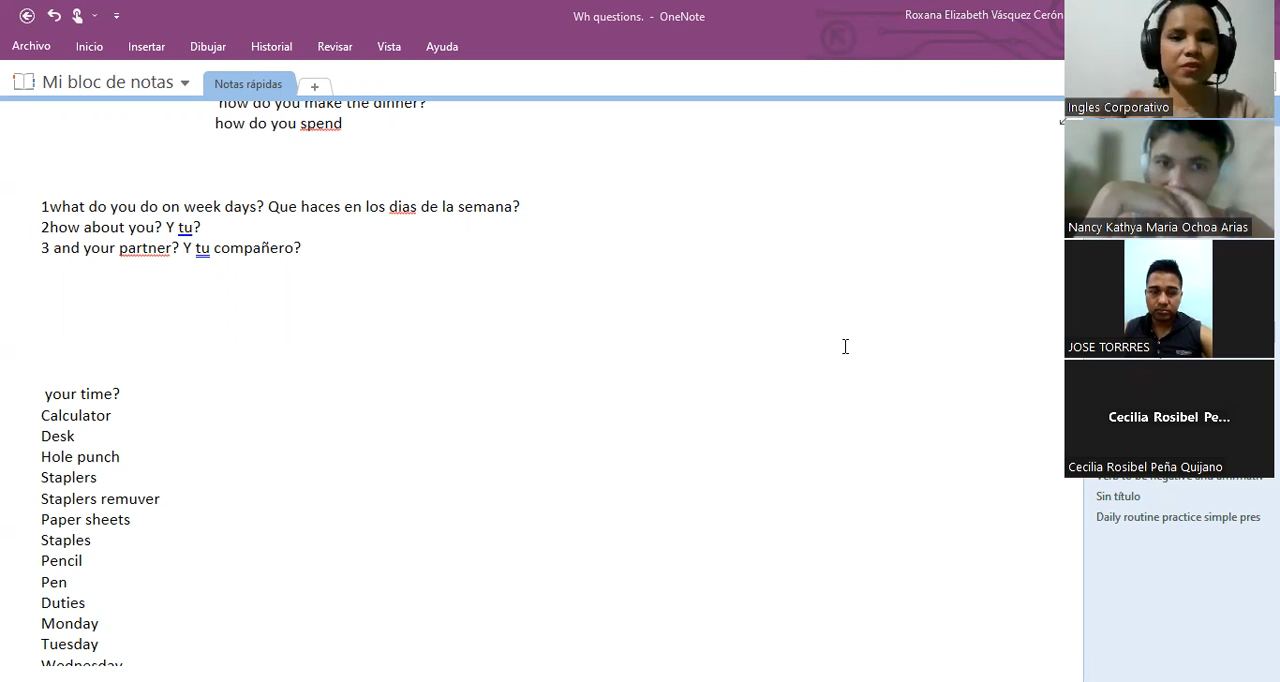 Wh questions. - OneNote
Roxana Elizabeth Vásquez Cerón
Archivo Inicio Insertar Dibujar Historial Revisar Vista Ayuda
Mi bloc de notas
Notas rápidas
+
how do you make the dinner?
how do you spend
1what do you do on week days? Que haces en los dias de la semana?
2how about you? Y tu?
3 and your partner? Y tu compañero?
your time?
Calculator
Desk
Hole punch
Staplers
Staplers remuver
Paper sheets
Staples
Pencil
Pen
Duties
Monday
Tuesday
Wednesday
Ingles Corporativo
Nancy Kathya Maria Ochoa Arias
JOSE TORRRES
Cecilia Rosibel Pe...
Cecilia Rosibel Peña Quijano
Sin título
Daily routine practice simple pres